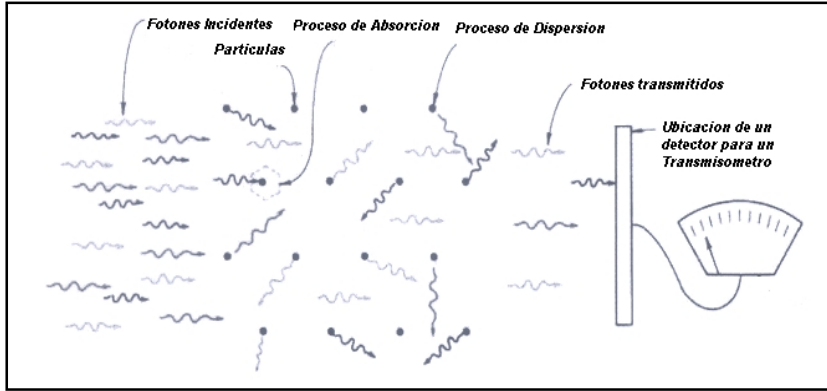 Fotones Incidentes
Proceso de Absorcion
Proceso de Dispersion
Particulas
Fotones transmitidos
Ubicacion de un
detector para un
Transmisometro